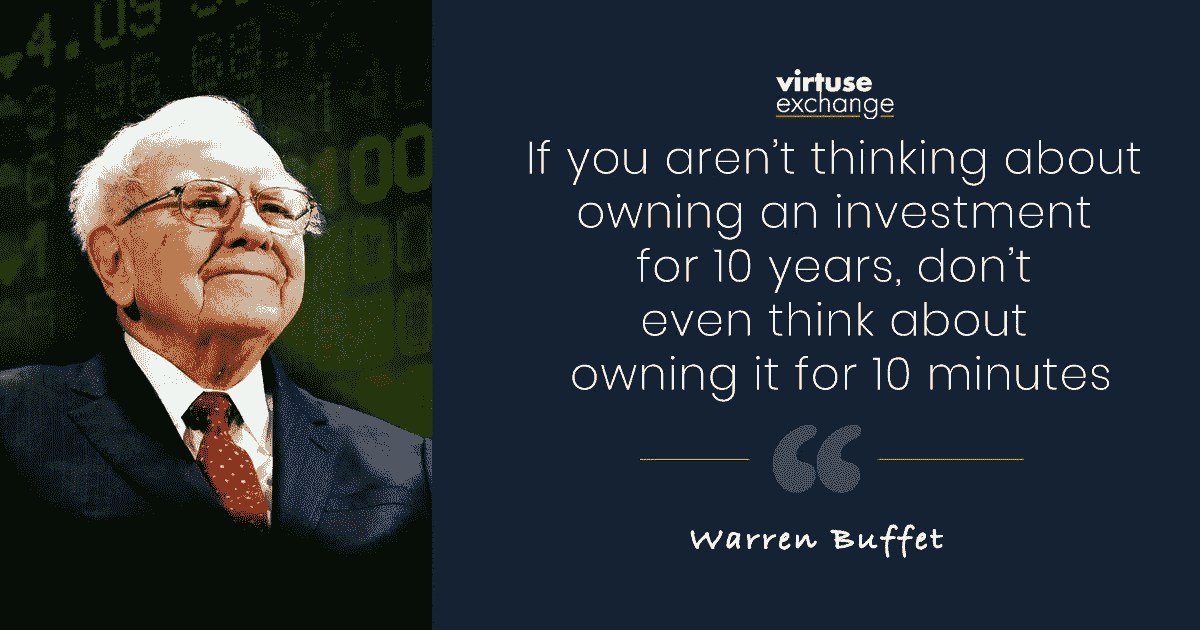 virtuse
exchange
If you aren't thinking about
owning an investment
for 10 years, don't
even think about
owning it for 10 minutes
“
Warren Buffet